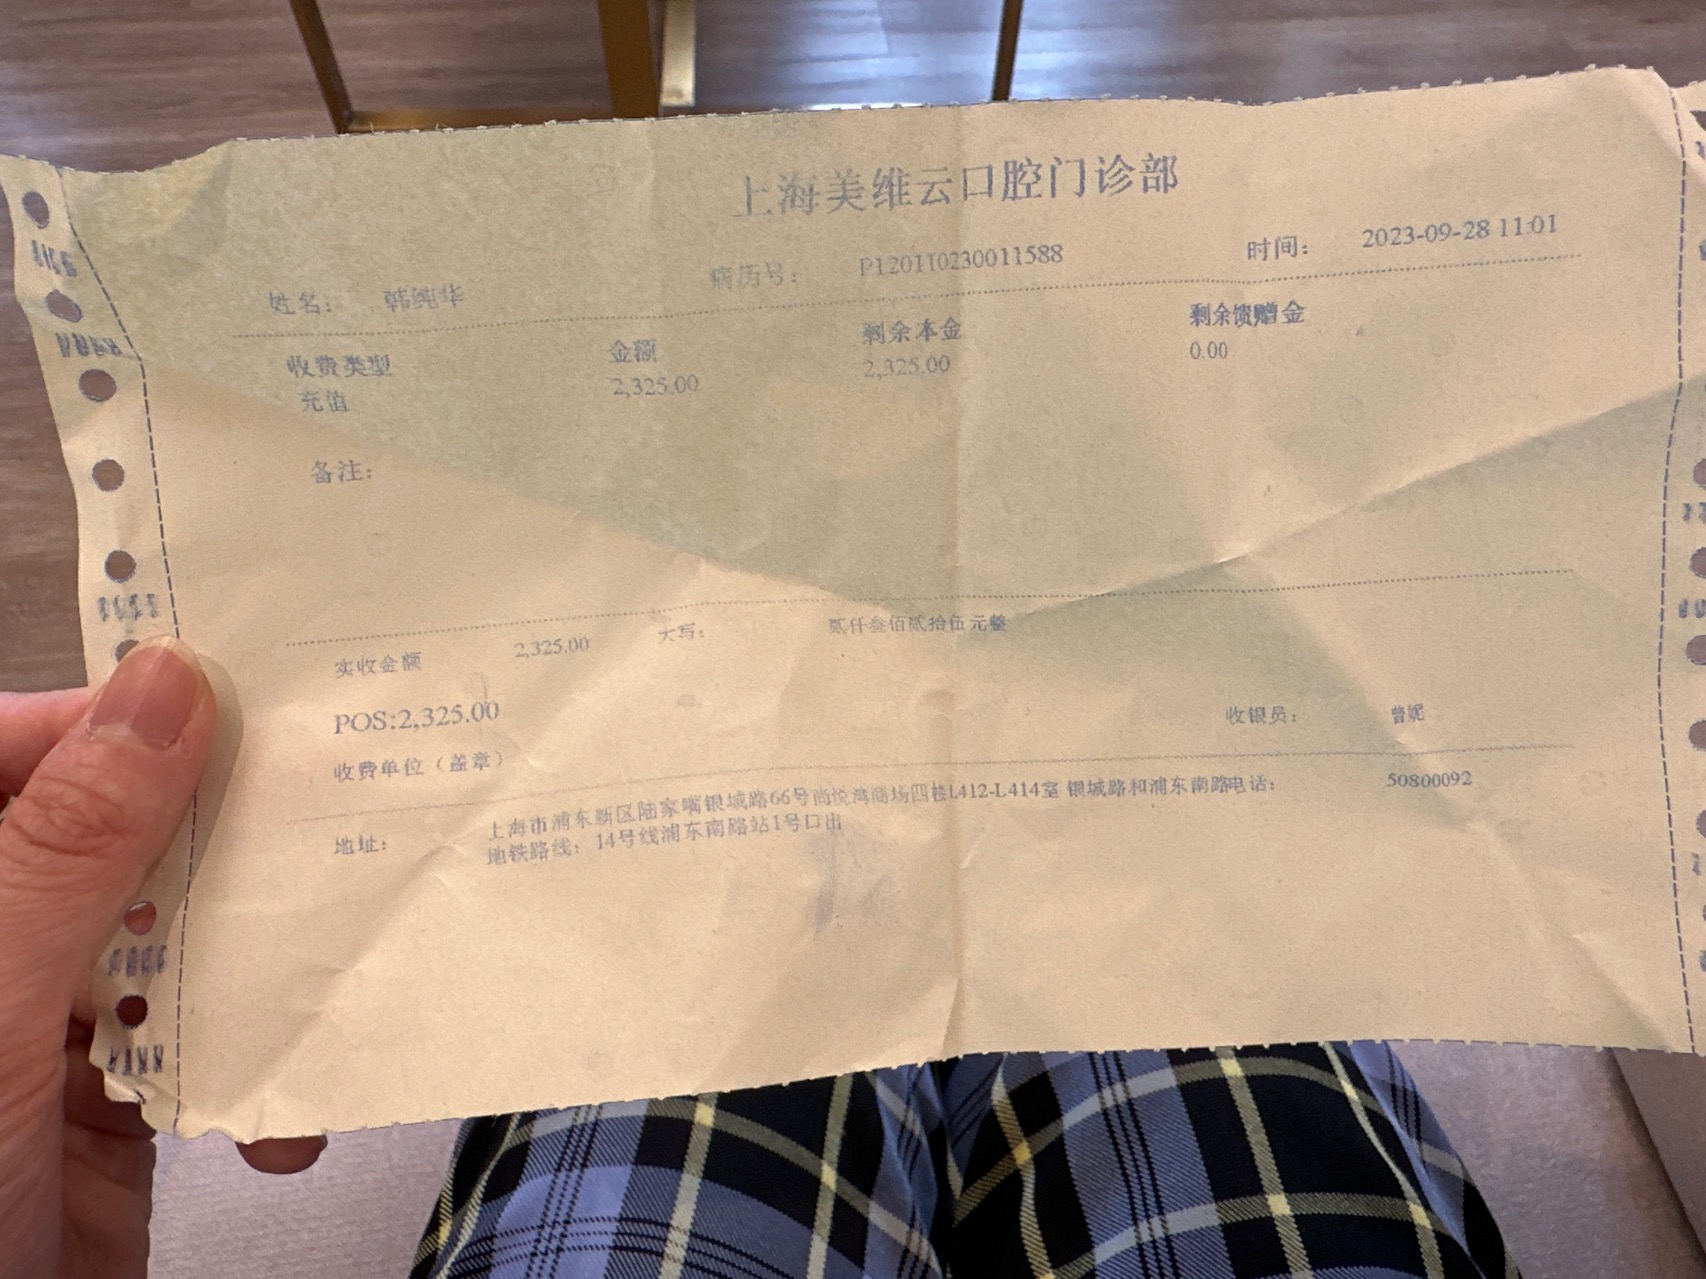 上海美维云口腔门诊部
姓名： 韩纯华 病历号： P120110230011588 时间： 2023-09-28 11:01
收费类型 金额 剩余本金 剩余馈赠金
充值 2,325.00 2,325.00 0.00
备注：
实收金额 2,325.00 大写： 贰仟叁佰贰拾伍元整
POS:2,325.00 收银员： 曾妮
收费单位（盖章）
地址： 上海市浦东新区陆家嘴银城路66号尚悦湾商场四楼L412-L414室 银城路和浦东南路电话： 50800092
地铁路线：14号线浦东南路站1号口出